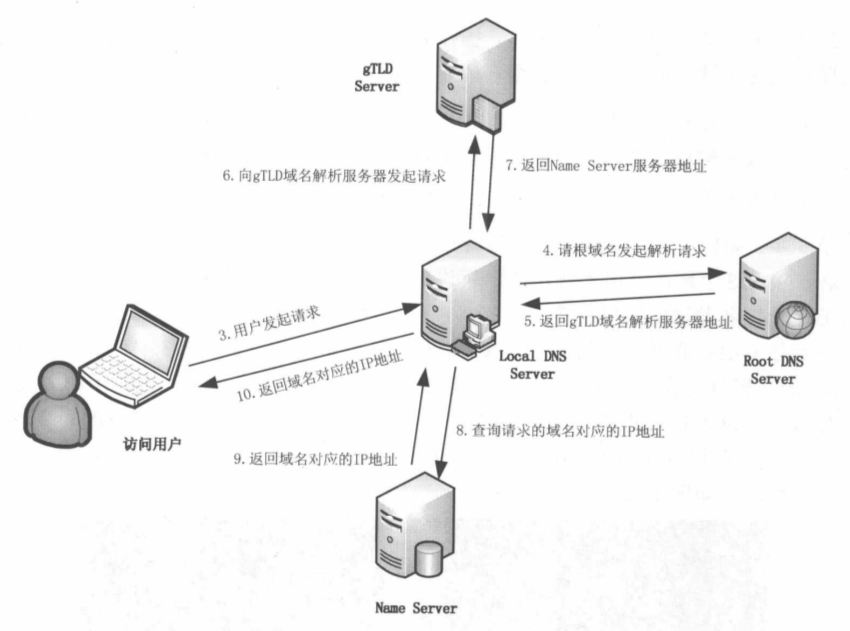 gTLD
Server
6. 向gTLD域名解析服务器发起请求
7. 返回Name Server服务器地址
4. 请根域名发起解析请求
3. 用户发起请求
5. 返回gTLD域名解析服务器地址
Local DNS
Server
Root DNS
Server
10. 返回域名对应的IP地址
访问用户
8. 查询请求的域名对应的IP地址
9. 返回域名对应的IP地址
Name Server